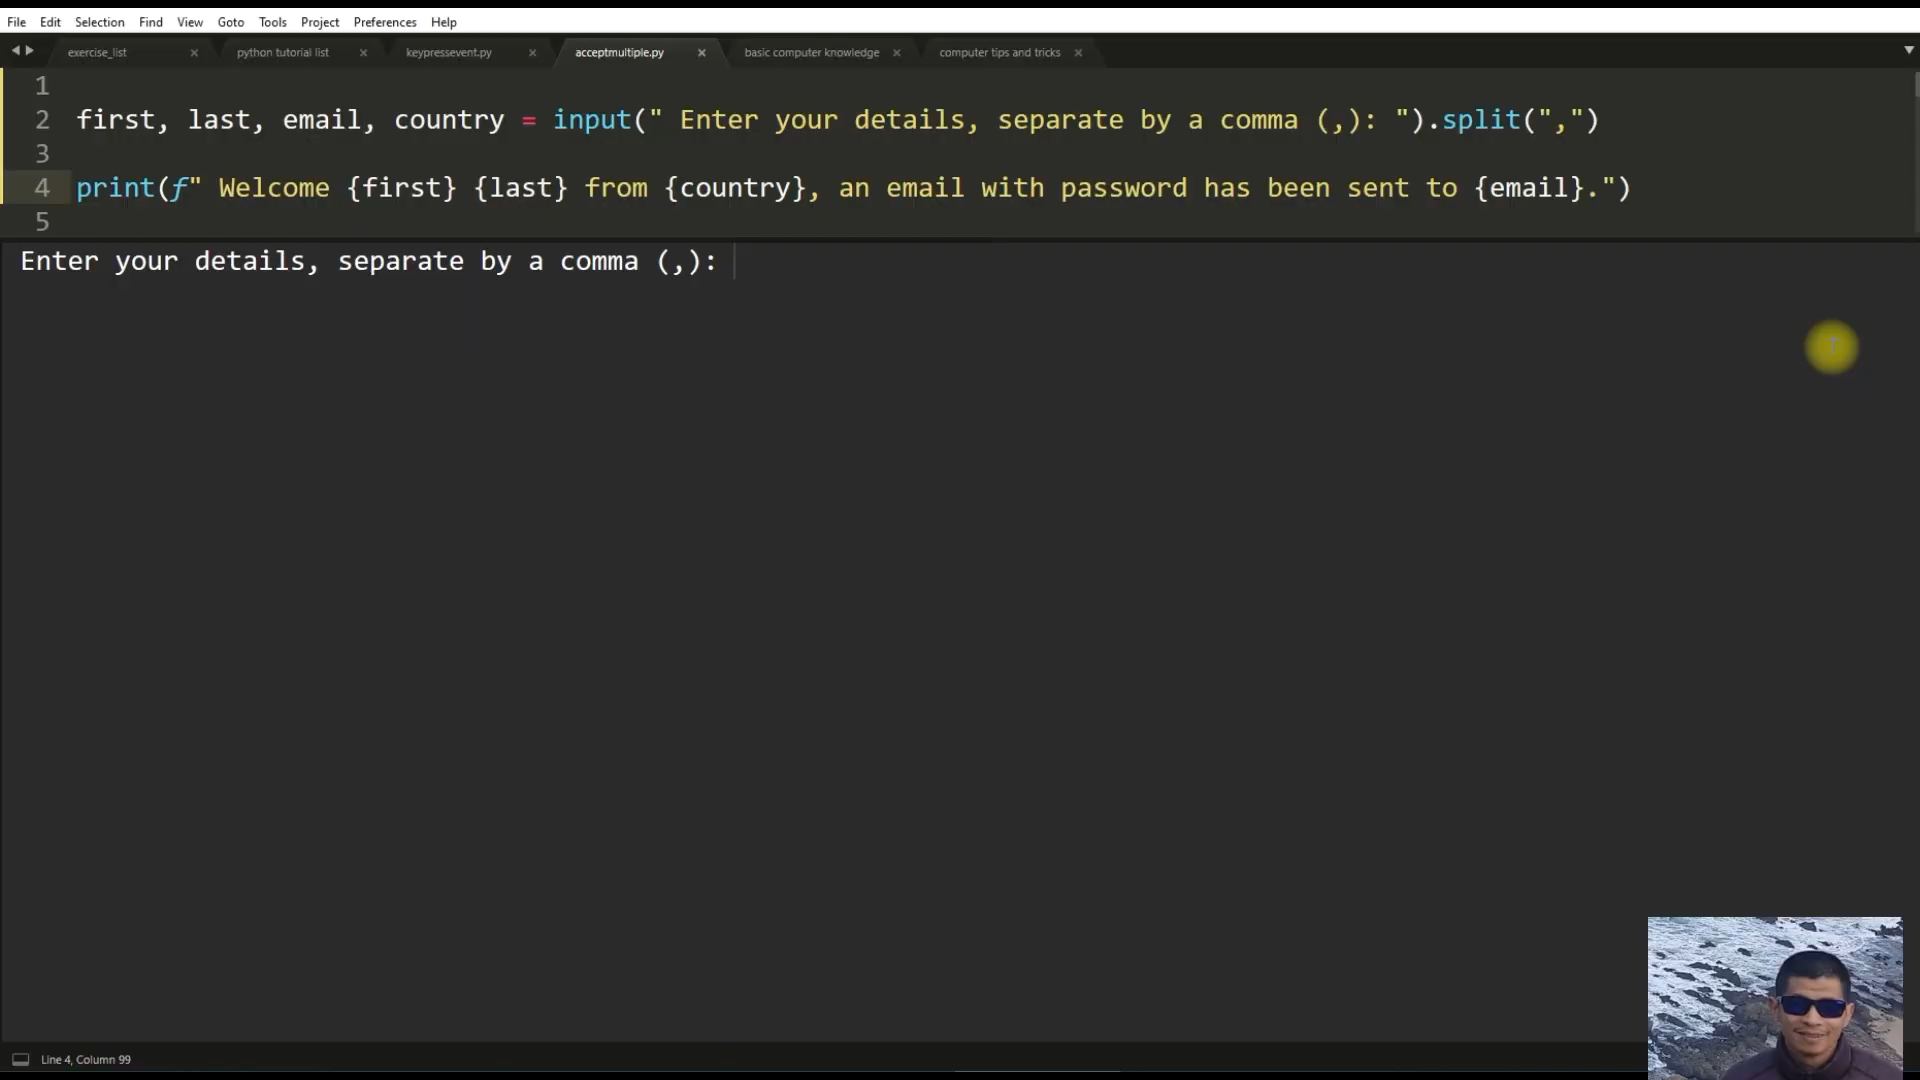 File Edit Selection Find View Goto Tools Project Preferences Help
exercise_list × python tutorial list × keypressevent.py × acceptmultiple.py × basic computer knowledge × computer tips and tricks ×
1
2 first, last, email, country = input(" Enter your details, separate by a comma (,): ").split(",")
3
4 print(f" Welcome {first} {last} from {country}, an email with password has been sent to {email}.")
5
Enter your details, separate by a comma (,):
Line 4, Column 99